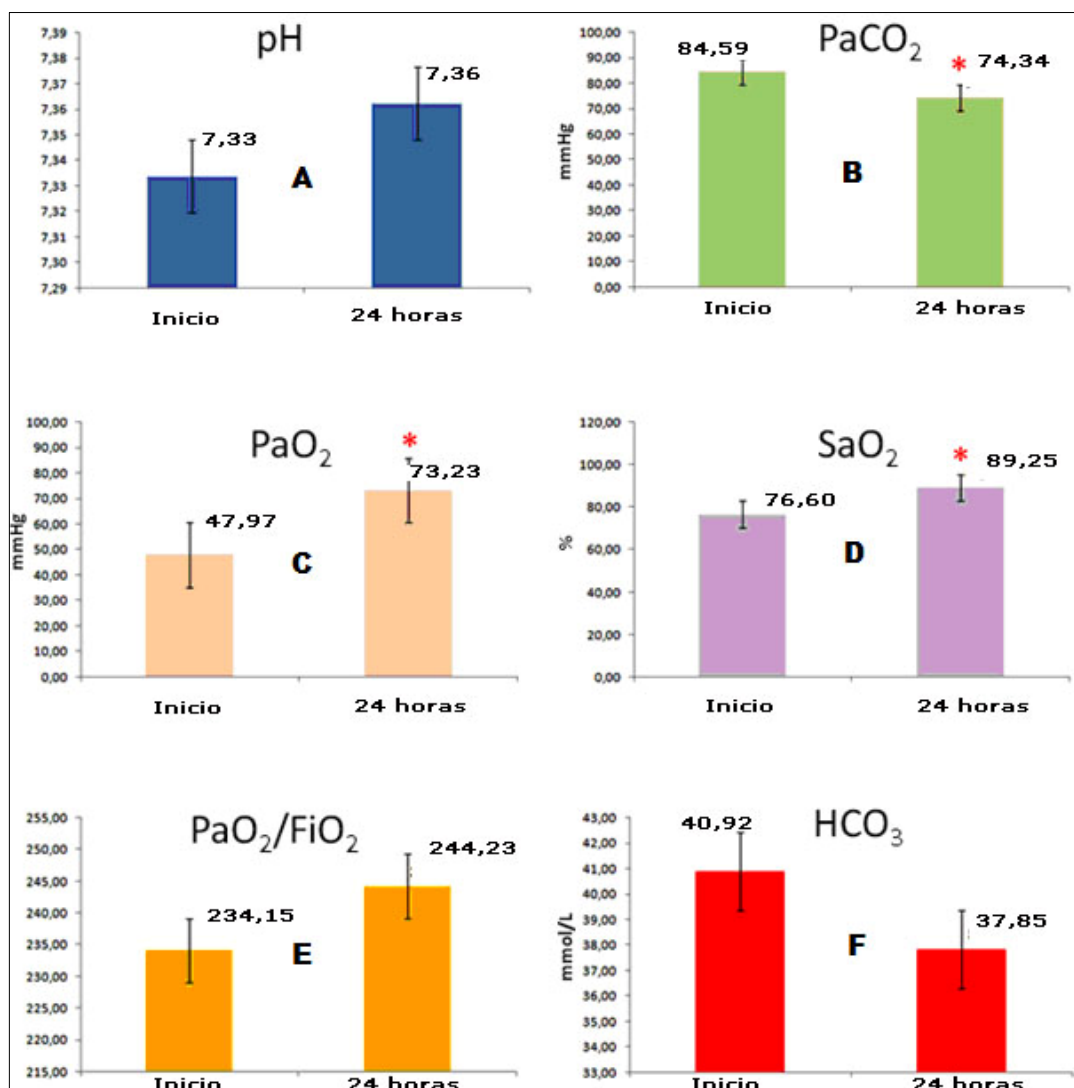 pH
7,39
7,38
7,37
7,36
7,35
7,34
7,33
7,32
7,31
7,30
7,29
7,33
7,36
A
Inicio
24 horas
PaCO₂
mmHg
100,00
90,00
80,00
70,00
60,00
50,00
40,00
30,00
20,00
10,00
0,00
84,59
* 74,34
B
Inicio
24 horas
PaO₂
mmHg
100,00
90,00
80,00
70,00
60,00
50,00
40,00
30,00
20,00
10,00
0,00
47,97
*
73,23
C
Inicio
24 horas
SaO₂
%
120,00
100,00
80,00
60,00
40,00
20,00
0,00
76,60
* 89,25
D
Inicio
24 horas
PaO₂/FiO₂
255,00
250,00
245,00
240,00
235,00
230,00
225,00
220,00
215,00
234,15
244,23
E
Inicio
24 horas
HCO₃
mmol/L
43,00
42,00
41,00
40,00
39,00
38,00
37,00
36,00
35,00
34,00
33,00
40,92
37,85
F
Inicio
24 horas